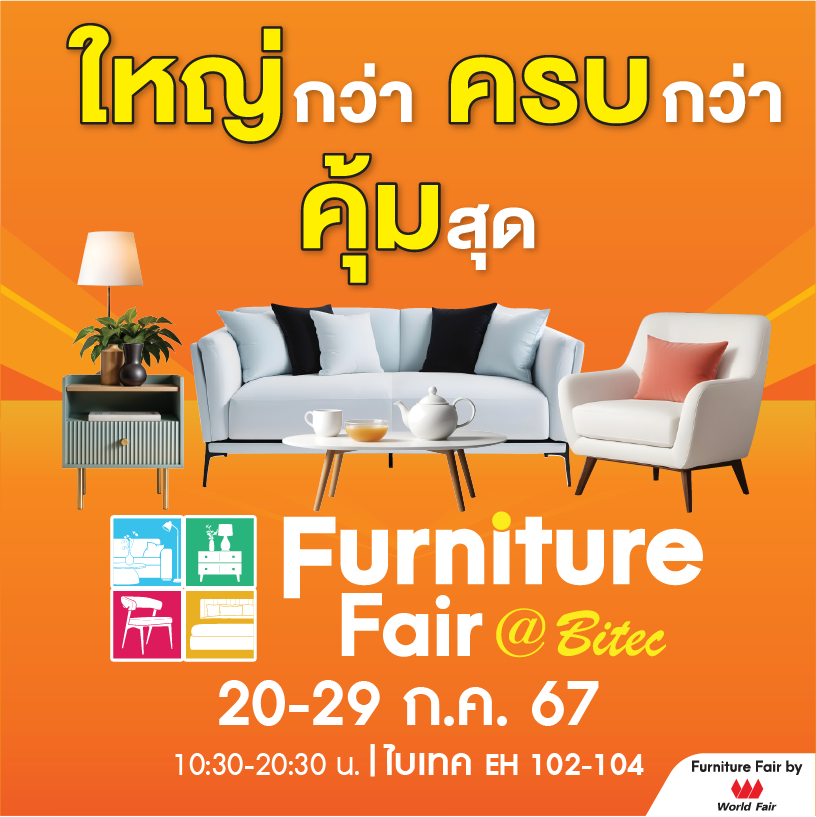 ใหญ่กว่า ครบกว่า
คุ้มสุด
Furniture
Fair @ Bitec
20-29 ก.ค. 67
10:30-20:30 น. | ไบเทค EH 102-104
Furniture Fair by
World Fair